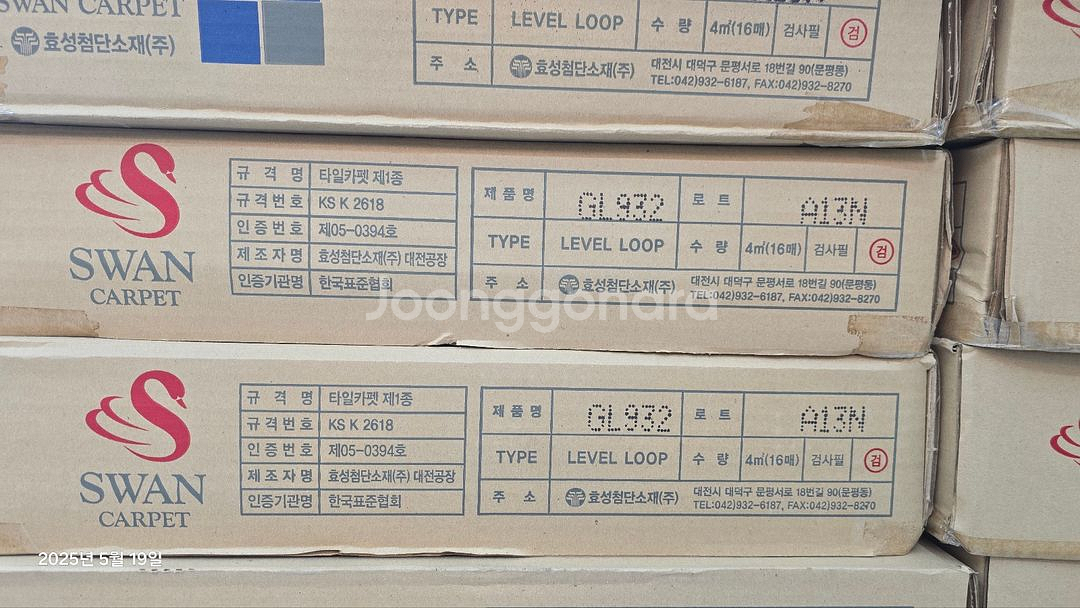 SWAN CARPET
효성첨단소재(주)
TYPE LEVEL LOOP 수 량 4㎡(16매) 검사필 검
주 소 효성첨단소재(주) 대전시 대덕구 문평서로 18번길 90(문평동)
TEL:042)932-6187, FAX:042)932-8270
SWAN
CARPET
규 격 명 타일카펫 제1종
규격번호 KS K 2618
인증번호 제05-0394호
제조자명 효성첨단소재(주) 대전공장
인증기관명 한국표준협회
제품명 GL932 로 트 A13N
TYPE LEVEL LOOP 수 량 4㎡(16매) 검사필 검
주 소 효성첨단소재(주) 대전시 대덕구 문평서로 18번길 90(문평동)
TEL:042)932-6187, FAX:042)932-8270
Joonggonara
SWAN
CARPET
규 격 명 타일카펫 제1종
규격번호 KS K 2618
인증번호 제05-0394호
제조자명 효성첨단소재(주) 대전공장
인증기관명 한국표준협회
제품명 GL932 로 트 A13N
TYPE LEVEL LOOP 수 량 4㎡(16매) 검사필 검
주 소 효성첨단소재(주) 대전시 대덕구 문평서로 18번길 90(문평동)
TEL:042)932-6187, FAX:042)932-8270
2025년 5월 19일